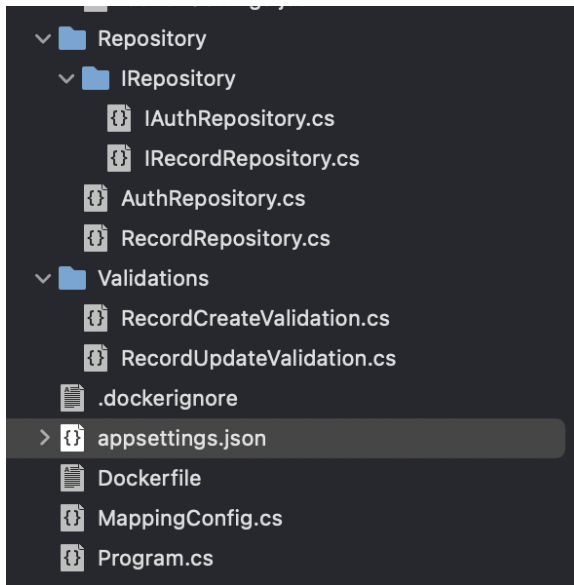 Repository
IRepository
IAuthRepository.cs
IRecordRepository.cs
AuthRepository.cs
RecordRepository.cs
Validations
RecordCreateValidation.cs
RecordUpdateValidation.cs
.dockerignore
appsettings.json
Dockerfile
MappingConfig.cs
Program.cs